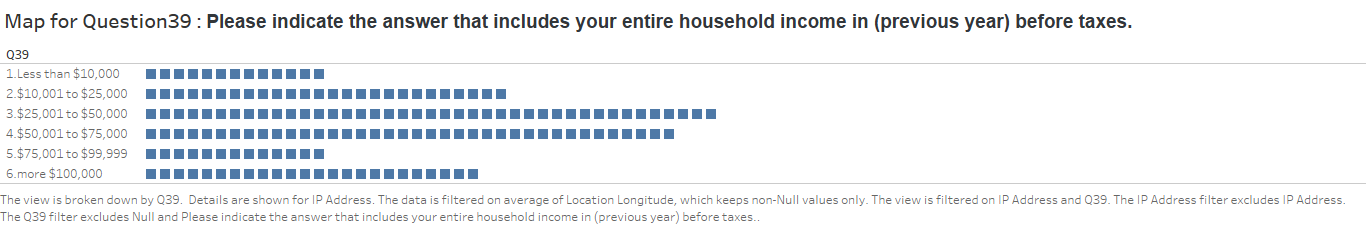 Map for Question39 : Please indicate the answer that includes your entire household income in (previous year) before taxes.
Q39
1.Less than $10,000
2.$10,001 to $25,000
3.$25,001 to $50,000
4.$50,001 to $75,000
5.$75,001 to $99,999
6.more $100,000
The view is broken down by Q39.  Details are shown for IP Address. The data is filtered on average of Location Longitude, which keeps non-Null values only. The view is filtered on IP Address and Q39. The IP Address filter excludes IP Address.
The Q39 filter excludes Null and Please indicate the answer that includes your entire household income in (previous year) before taxes..